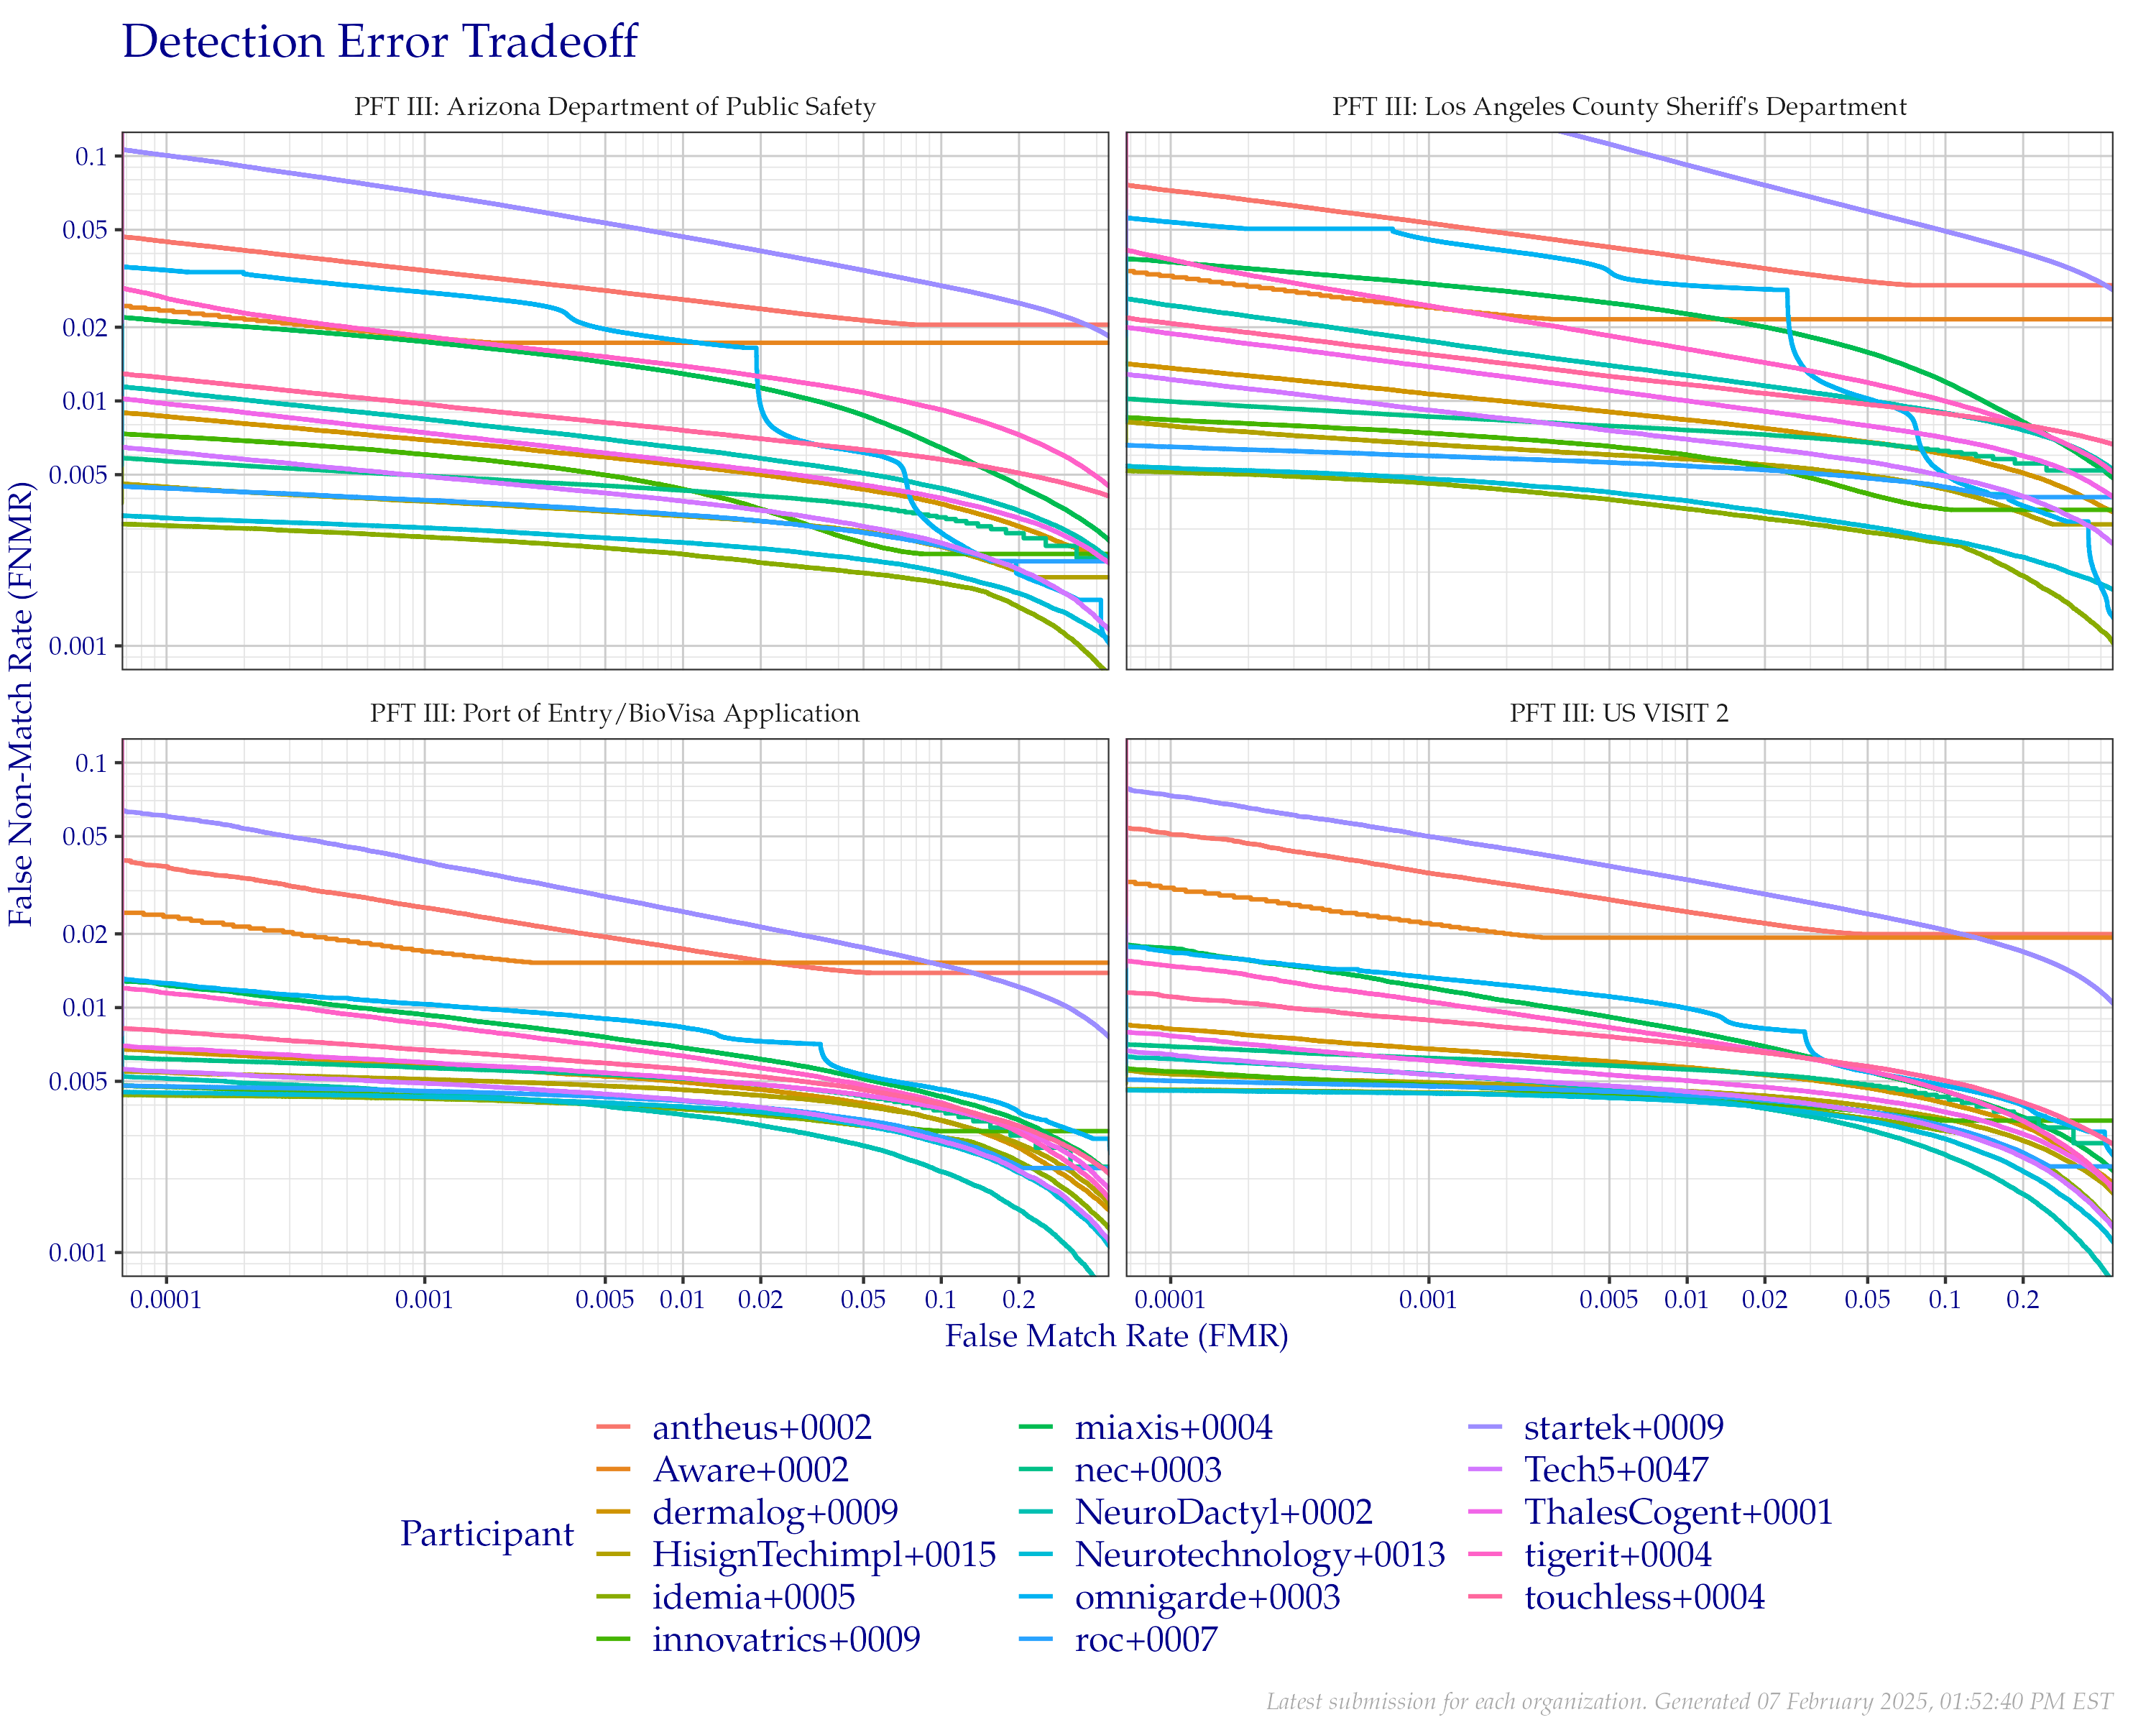 Detection Error Tradeoff
PFT III: Arizona Department of Public Safety
PFT III: Los Angeles County Sheriff's Department
0.1
0.05
0.02
0.01
0.005
0.001
PFT III: Port of Entry/BioVisa Application
PFT III: US VISIT 2
0.1
0.05
0.02
0.01
0.005
0.001
False Non-Match Rate (FNMR)
0.0001 0.001 0.005 0.01 0.02 0.05 0.1 0.2
0.0001 0.001 0.005 0.01 0.02 0.05 0.1 0.2
False Match Rate (FMR)
Participant
antheus+0002
Aware+0002
dermalog+0009
HisignTechimpl+0015
idemia+0005
innovatrics+0009
miaxis+0004
nec+0003
NeuroDactyl+0002
Neurotechnology+0013
omnigarde+0003
roc+0007
startek+0009
Tech5+0047
ThalesCogent+0001
tigerit+0004
touchless+0004
Latest submission for each organization. Generated 07 February 2025, 01:52:40 PM EST